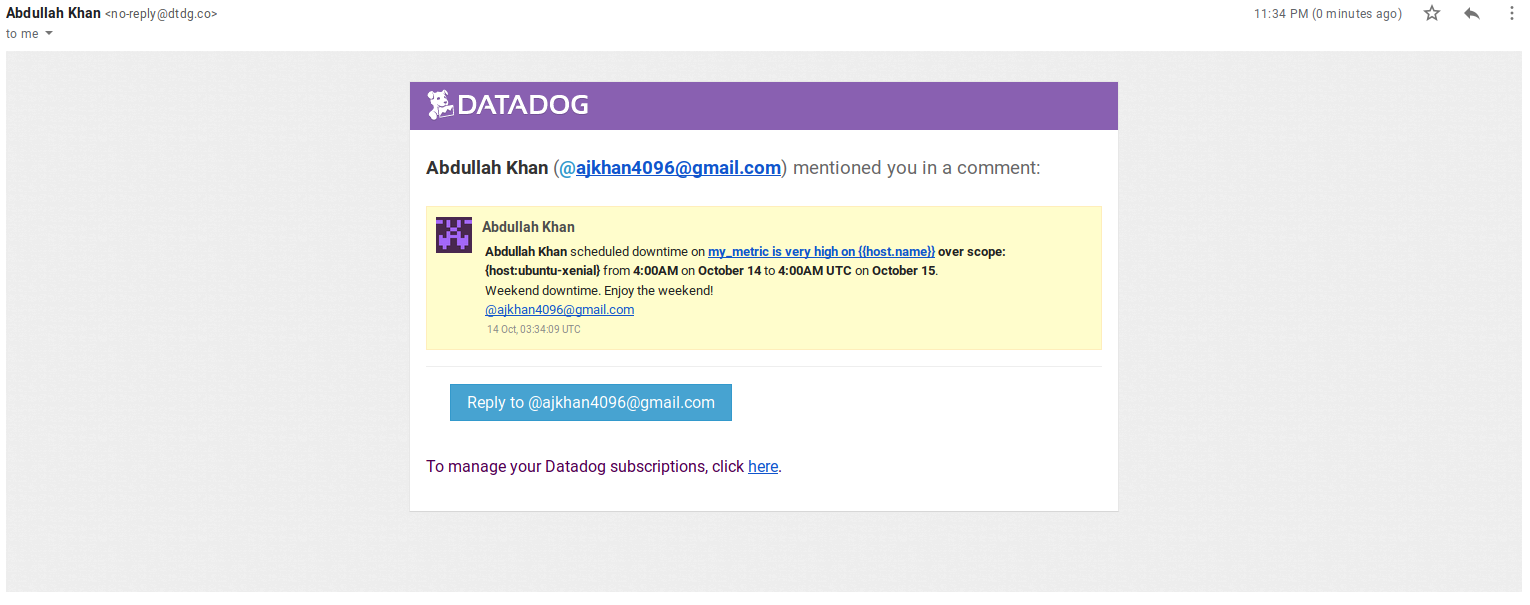 Abdullah Khan <no-reply@dtdg.co>
11:34 PM (0 minutes ago)
to me
DATADOG
Abdullah Khan (@ajkhan4096@gmail.com) mentioned you in a comment:
Abdullah Khan
Abdullah Khan scheduled downtime on my_metric is very high on {{host.name}} over scope:
{host:ubuntu-xenial} from 4:00AM on October 14 to 4:00AM UTC on October 15.
Weekend downtime. Enjoy the weekend!
@ajkhan4096@gmail.com
14 Oct, 03:34:09 UTC
Reply to @ajkhan4096@gmail.com
To manage your Datadog subscriptions, click here.